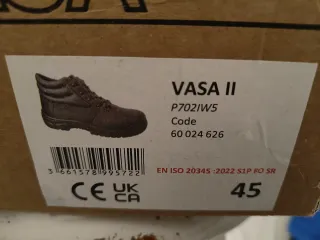 VASA II
P702IW5
Code
60 024 626
3 661578 995722
EN ISO 20345 :2022 S1P FO SR
CE UK CA
45